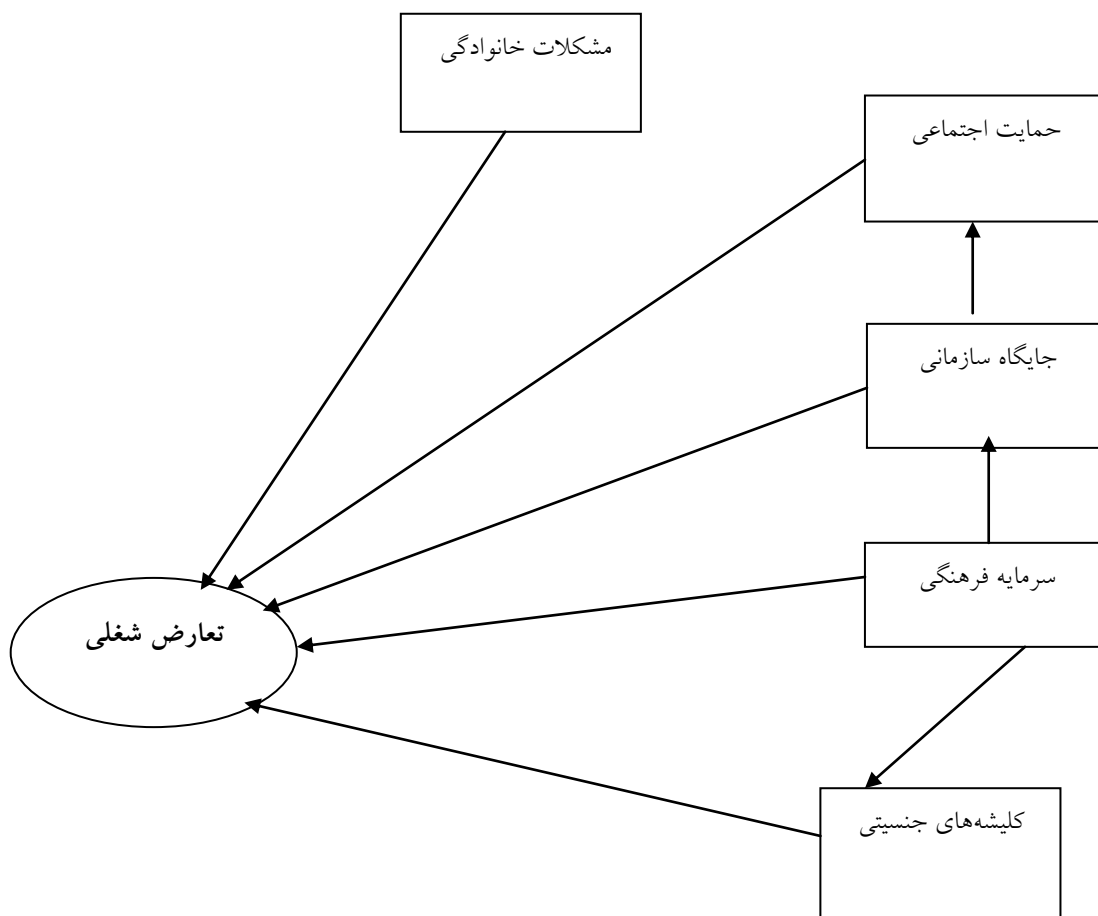 مشکلات خانوادگی
حمایت اجتماعی
جایگاه سازمانی
سرمایه فرهنگی
تعارض شغلی
کلیشه‌های جنسیتی